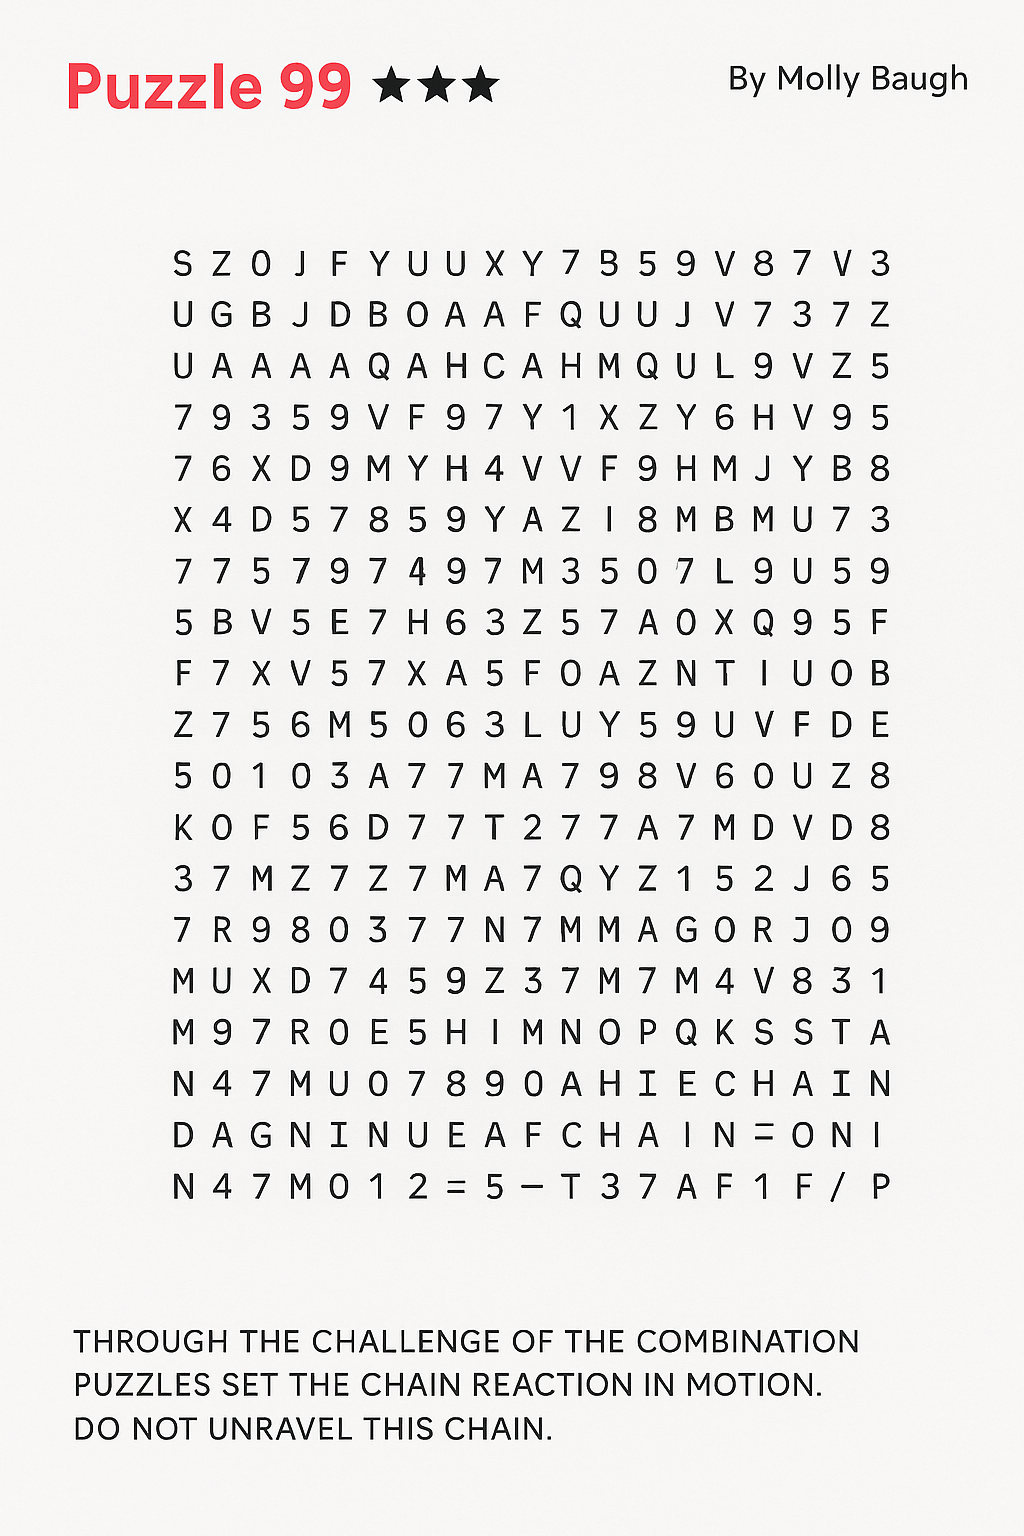 Puzzle 99 ★★★
By Molly Baugh
S Z 0 J F Y U U X Y 7 B 5 9 V 8 7 V 3
U G B J D B O A A F Q U U J V 7 3 7 Z
U A A A A Q A H C A H M Q U L 9 V Z 5
7 9 3 5 9 V F 9 7 Y 1 X Z Y 6 H V 9 5
7 6 X D 9 M Y H 4 V V F 9 H M J Y B 8
X 4 D 5 7 8 5 9 Y A Z I 8 M B M U 7 3
7 7 5 7 9 7 4 9 7 M 3 5 0 7 L 9 U 5 9
5 B V 5 E 7 H 6 3 Z 5 7 A 0 X Q 9 5 F
F 7 X V 5 7 X A 5 F O A Z N T I U O B
Z 7 5 6 M 5 0 6 3 L U Y 5 9 U V F D E
5 0 1 0 3 A 7 7 M A 7 9 8 V 6 0 U Z 8
K O F 5 6 D 7 7 T 2 7 7 A 7 M D V D 8
3 7 M Z 7 Z 7 M A 7 Q Y Z 1 5 2 J 6 5
7 R 9 8 0 3 7 7 N 7 M M A G O R J O 9
M U X D 7 4 5 9 Z 3 7 M 7 M 4 V 8 3 1
M 9 7 R 0 E 5 H I M N O P Q K S S T A
N 4 7 M U 0 7 8 9 0 A H I E C H A I N
D A G N I N U E A F C H A I N = O N I
N 4 7 M 0 1 2 = 5 – T 3 7 A F 1 F / P
THROUGH THE CHALLENGE OF THE COMBINATION
PUZZLES SET THE CHAIN REACTION IN MOTION.
DO NOT UNRAVEL THIS CHAIN.